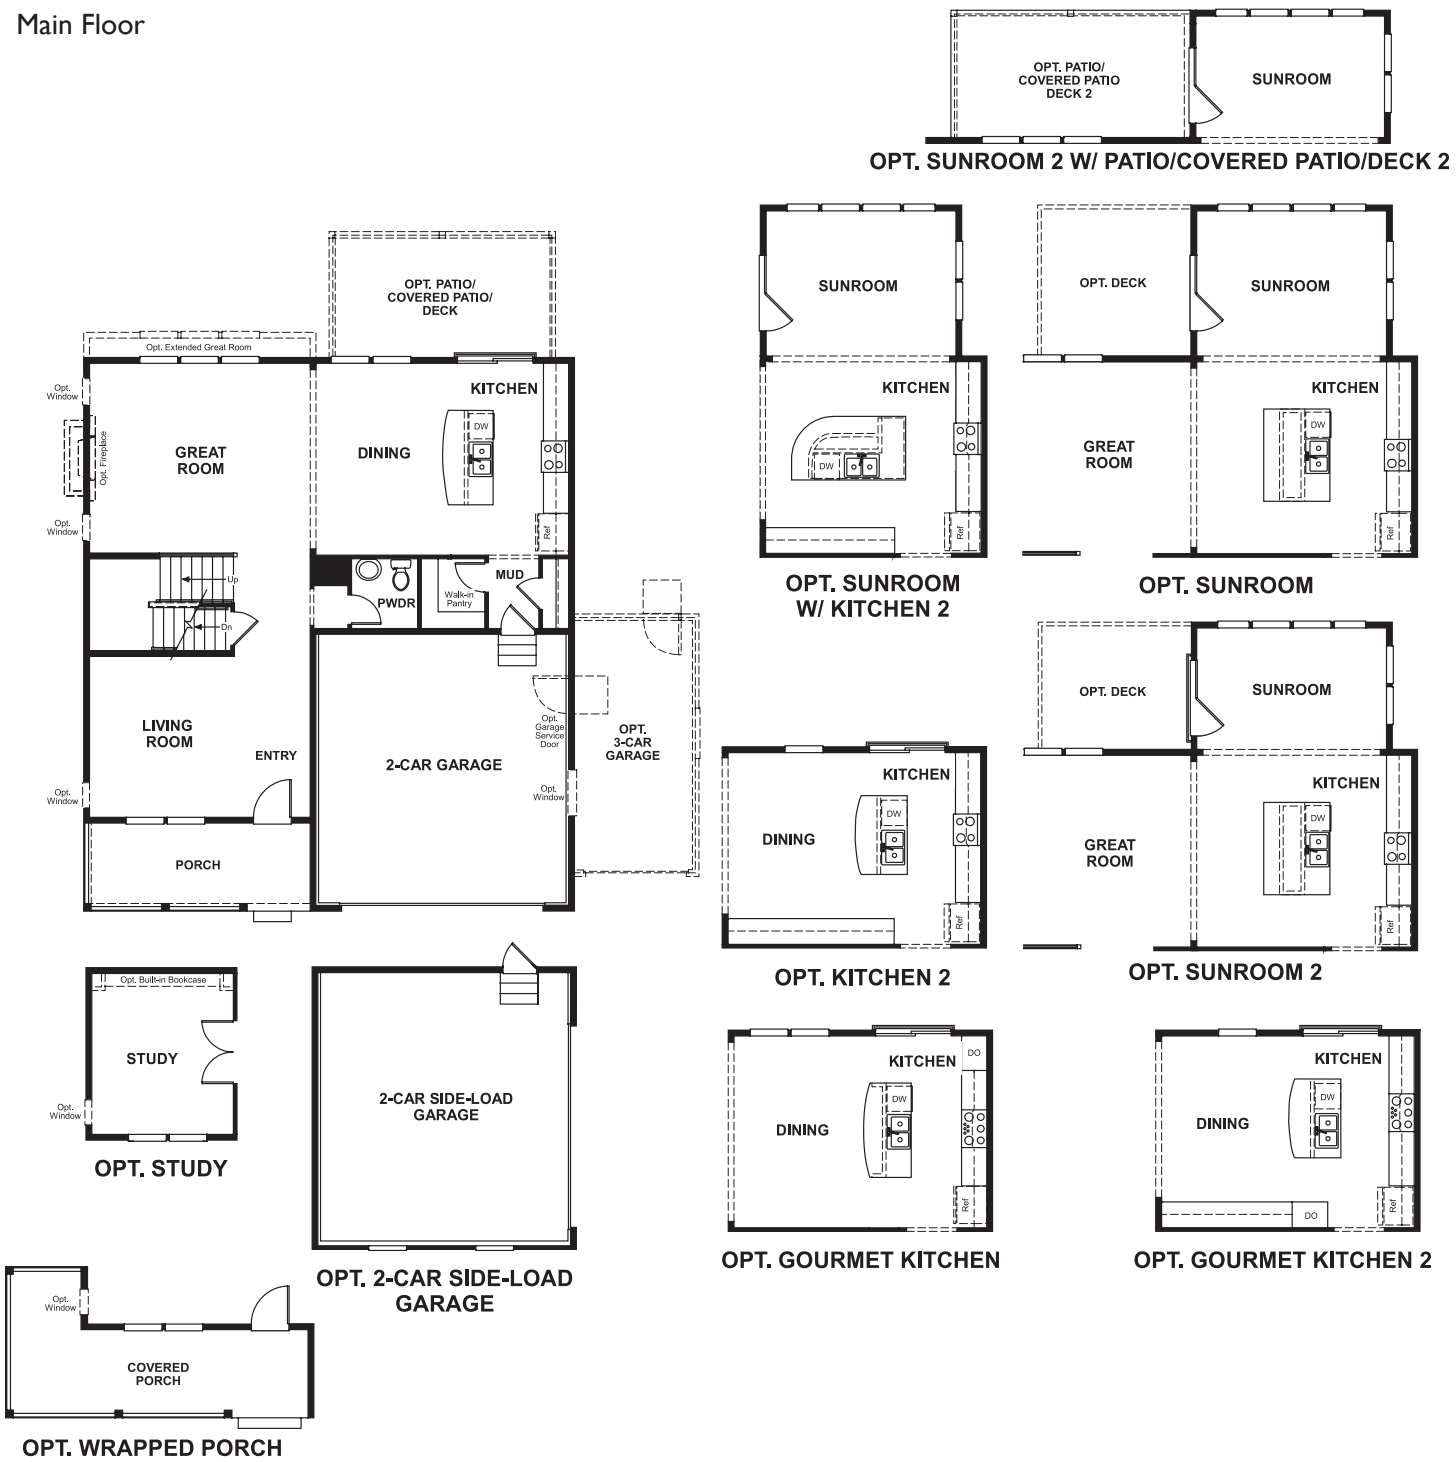 Main Floor
OPT. PATIO/
COVERED PATIO
DECK 2
SUNROOM
OPT. SUNROOM 2 W/ PATIO/COVERED PATIO/DECK 2
OPT. PATIO/
COVERED PATIO/
DECK
Opt. Extended Great Room
Opt.
Window
KITCHEN
DW
Opt. Fireplace
GREAT
ROOM
DINING
Opt.
Window
Ref
Up
Dn
PWDR
Walk-in
Pantry
MUD
LIVING
ROOM
ENTRY
2-CAR GARAGE
Opt.
Garage
Service
Door
OPT.
3-CAR
GARAGE
Opt.
Window
Opt.
Window
PORCH
SUNROOM
KITCHEN
DW
Ref
OPT. SUNROOM
W/ KITCHEN 2
OPT. DECK
SUNROOM
KITCHEN
DW
GREAT
ROOM
Ref
OPT. SUNROOM
OPT. DECK
SUNROOM
KITCHEN
DW
GREAT
ROOM
Ref
OPT. SUNROOM 2
KITCHEN
DW
DINING
Ref
OPT. KITCHEN 2
Opt. Built-in Bookcase
STUDY
Opt.
Window
OPT. STUDY
2-CAR SIDE-LOAD
GARAGE
OPT. 2-CAR SIDE-LOAD
GARAGE
KITCHEN
DO
DW
DINING
Ref
OPT. GOURMET KITCHEN
KITCHEN
DW
DINING
Ref
DO
OPT. GOURMET KITCHEN 2
Opt.
Window
COVERED
PORCH
OPT. WRAPPED PORCH